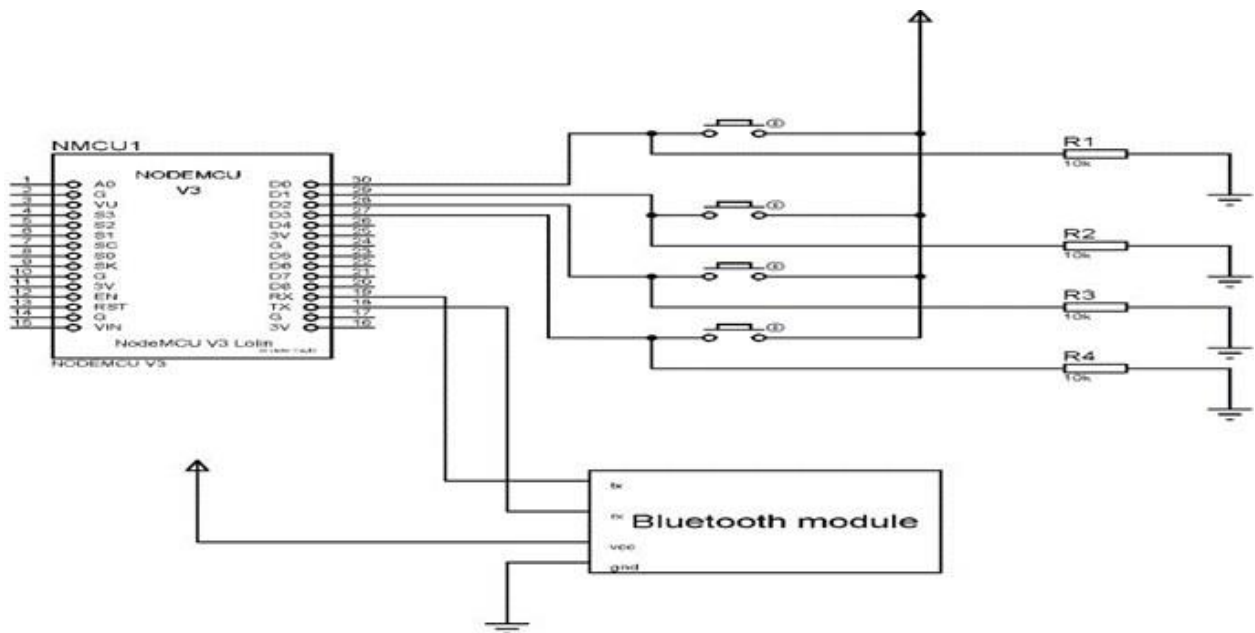 NMCU1
NODEMCU
V3
1 A0 D0 30
2 G D1 29
3 VU D2 28
4 S3 D3 27
5 S2 D4 26
6 S1 3V 25
7 SC G 24
8 S0 D5 23
9 SK D6 22
10 G D7 21
11 3V D8 20
12 EN RX 19
13 RST TX 18
14 G G 17
15 VIN 3V 16
NodeMCU V3 Lolin
NODEMCU V3
R1
10k
R2
10k
R3
10k
R4
10k
tx
rx
Bluetooth module
vcc
gnd